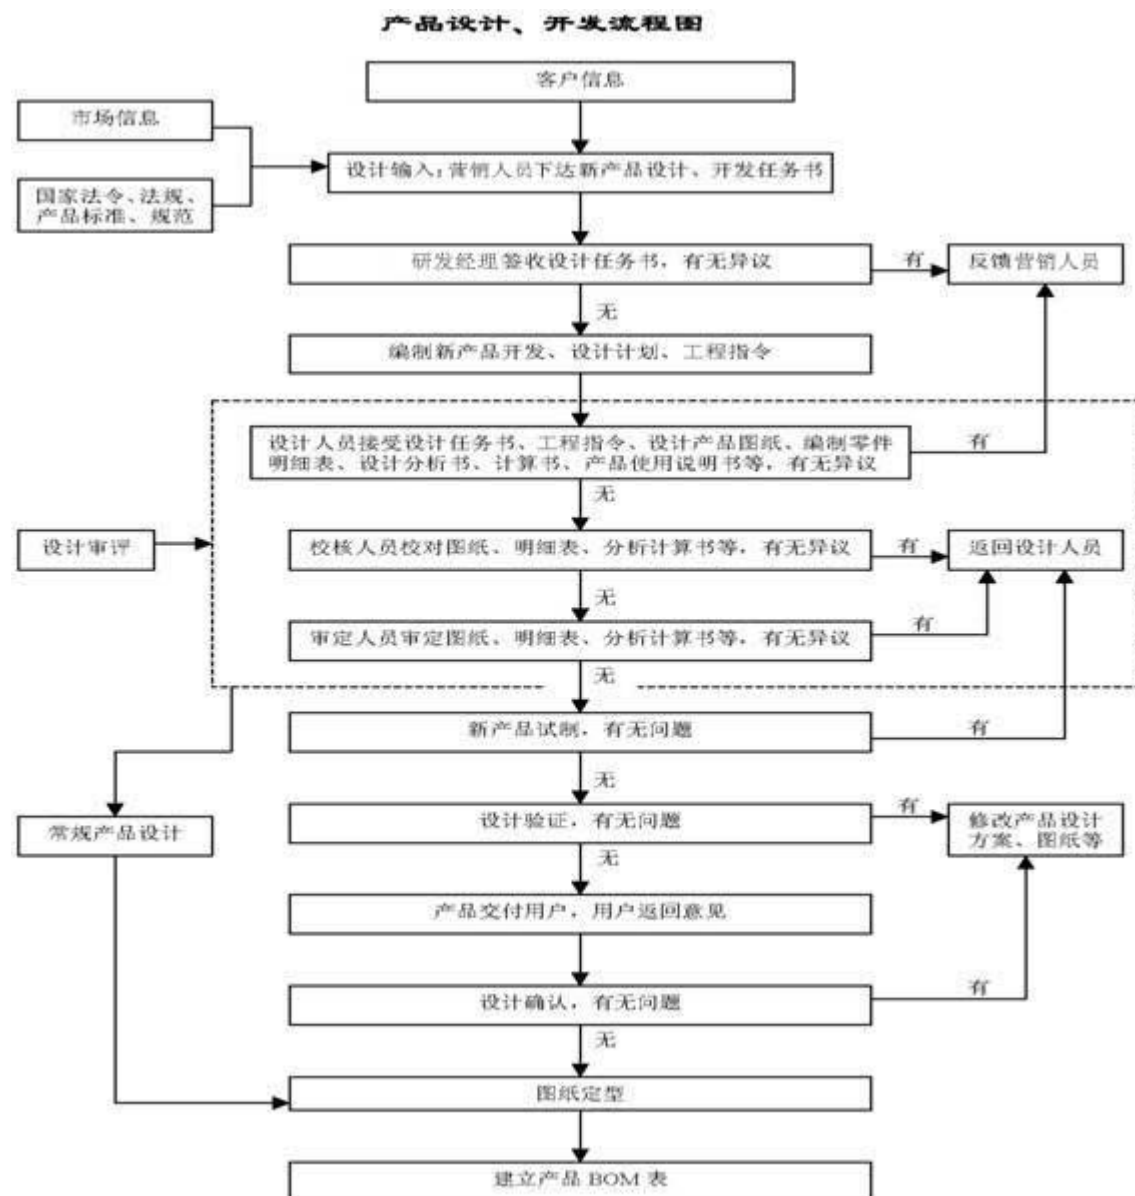 产品设计、开发流程图
客户信息
市场信息
设计输入：营销人员下达新产品设计、开发任务书
国家法令、法规、
产品标准、规范
研发经理签收设计任务书，有无异议
有
反馈营销人员
无
编制新产品开发、设计计划、工程指令
设计人员接受设计任务书、工程指令、设计产品图纸、编制零件
明细表、设计分析书、计算书、产品使用说明书等，有无异议
有
无
设计审评
校核人员校对图纸、明细表、分析计算书等，有无异议
有
返回设计人员
无
审定人员审定图纸、明细表、分析计算书等，有无异议
有
无
新产品试制，有无问题
有
无
常规产品设计
设计验证，有无问题
有
修改产品设计
方案、图纸等
无
产品交付用户，用户返回意见
设计确认，有无问题
有
无
图纸定型
建立产品 BOM 表